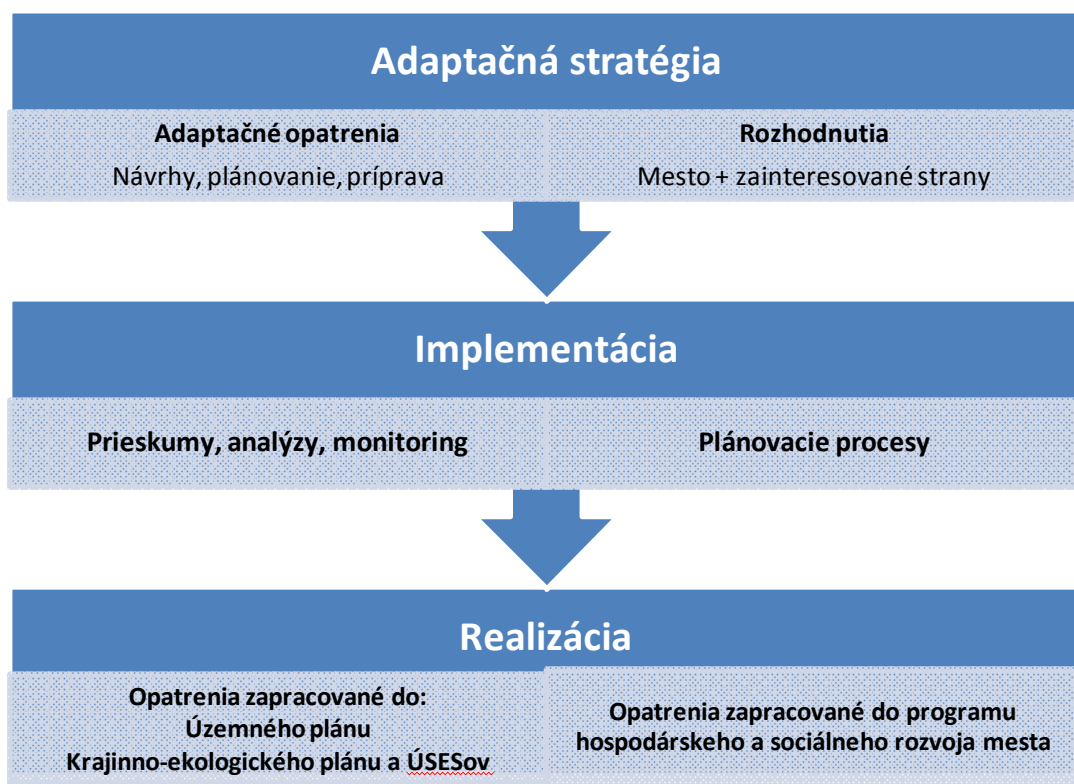 Adaptačná stratégia
Adaptačné opatrenia
Návrhy, plánovanie, príprava
Rozhodnutia
Mesto + zainteresované strany
Implementácia
Prieskumy, analýzy, monitoring
Plánovacie procesy
Realizácia
Opatrenia zapracované do:
Územného plánu
Krajinno-ekologického plánu a ÚSESov
Opatrenia zapracované do programu
hospodárskeho a sociálneho rozvoja mesta